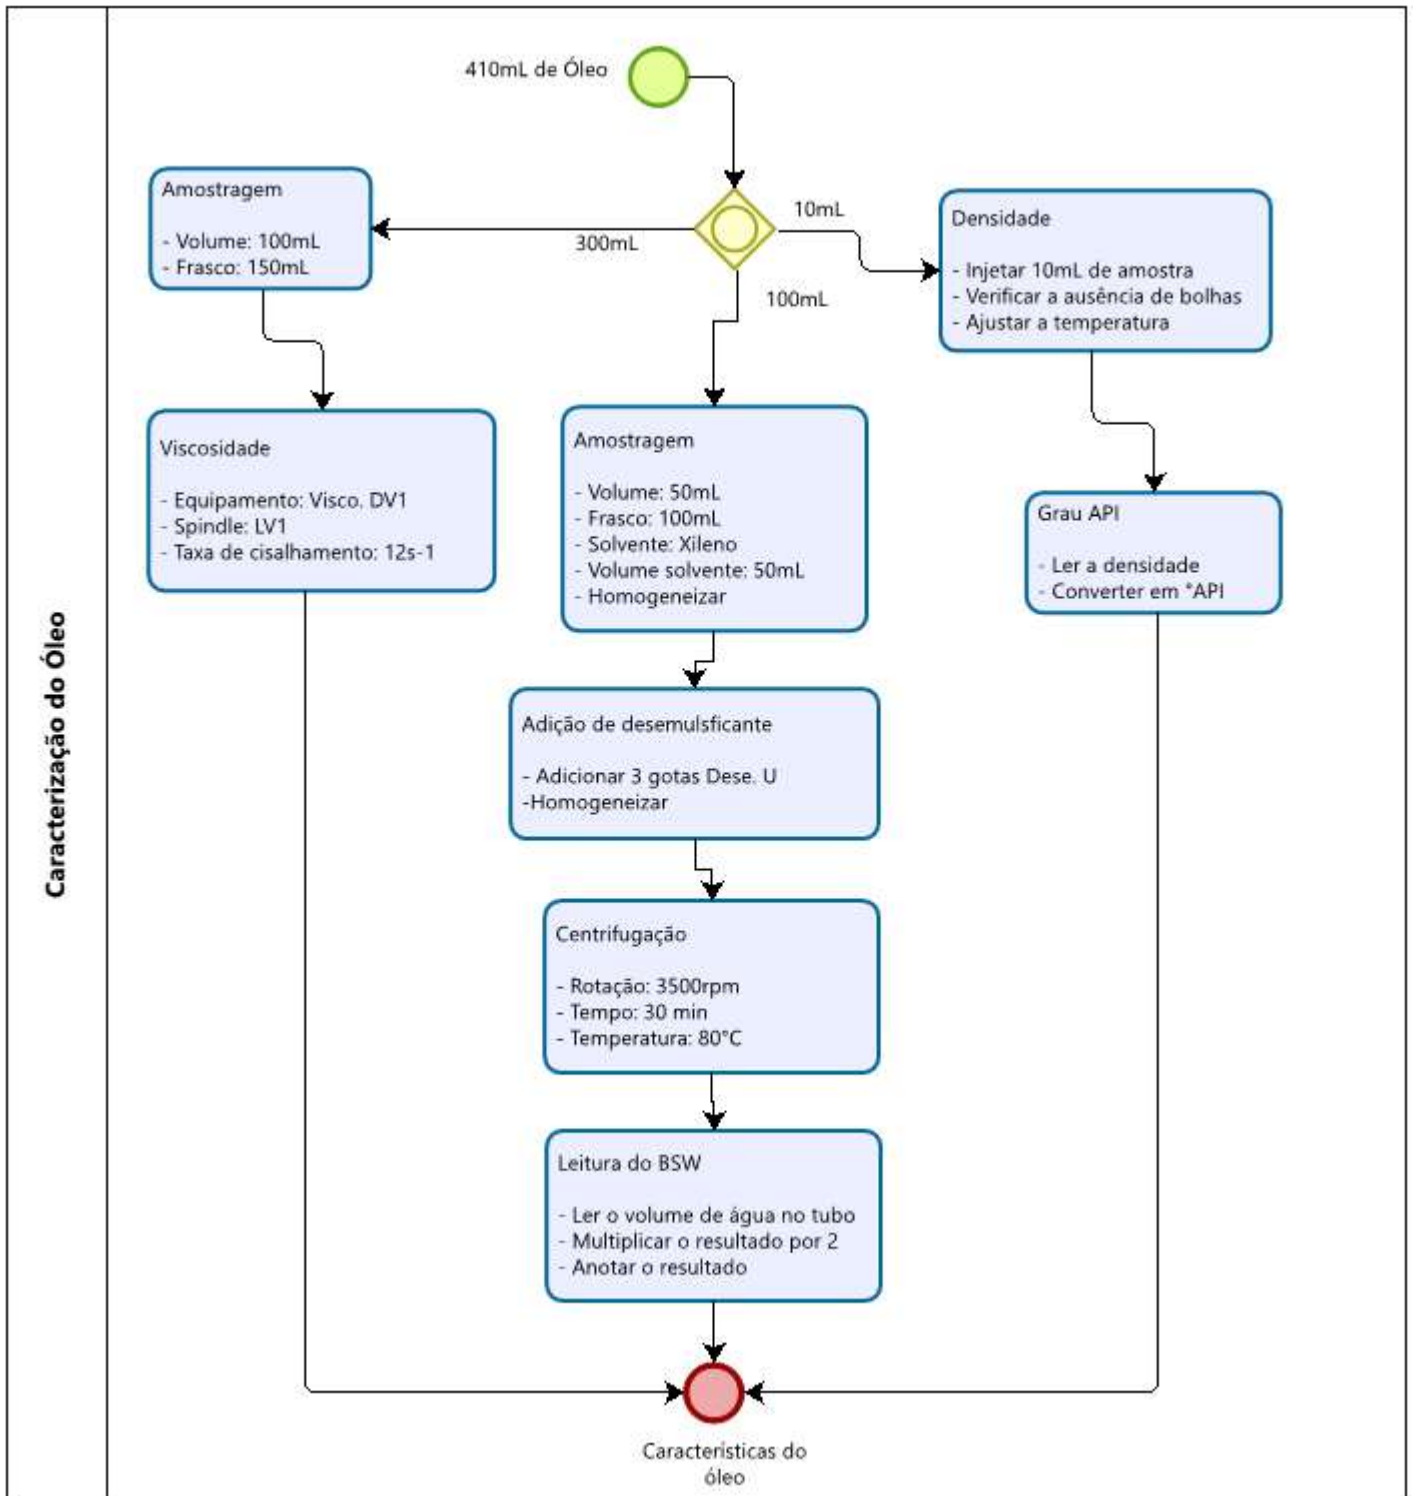 Caracterização do Óleo
410mL de Óleo
300mL
10mL
100mL
Amostragem
- Volume: 100mL
- Frasco: 150mL
Viscosidade
- Equipamento: Visco. DV1
- Spindle: LV1
- Taxa de cisalhamento: 12s-1
Amostragem
- Volume: 50mL
- Frasco: 100mL
- Solvente: Xileno
- Volume solvente: 50mL
- Homogeneizar
Adição de desemulsficante
- Adicionar 3 gotas Dese. U
-Homogeneizar
Centrifugação
- Rotação: 3500rpm
- Tempo: 30 min
- Temperatura: 80°C
Leitura do BSW
- Ler o volume de água no tubo
- Multiplicar o resultado por 2
- Anotar o resultado
Densidade
- Injetar 10mL de amostra
- Verificar a ausência de bolhas
- Ajustar a temperatura
Grau API
- Ler a densidade
- Converter em °API
Características do
óleo